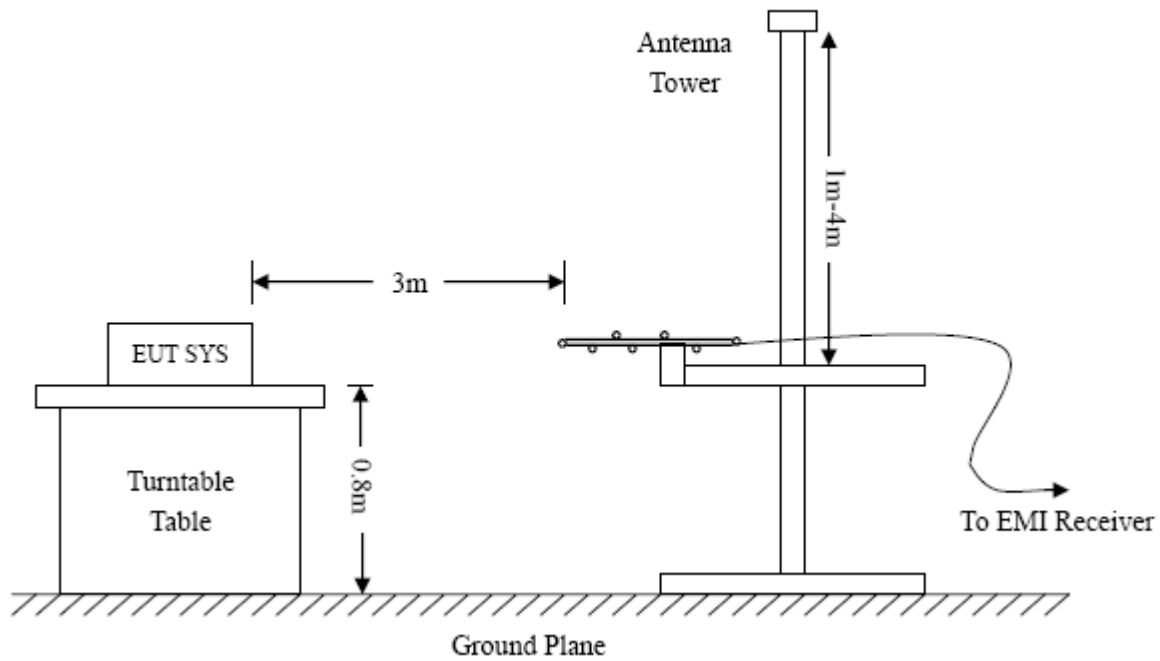 Antenna
Tower
1m-4m
3m
EUT SYS
Turntable
Table
0.8m
To EMI Receiver
Ground Plane